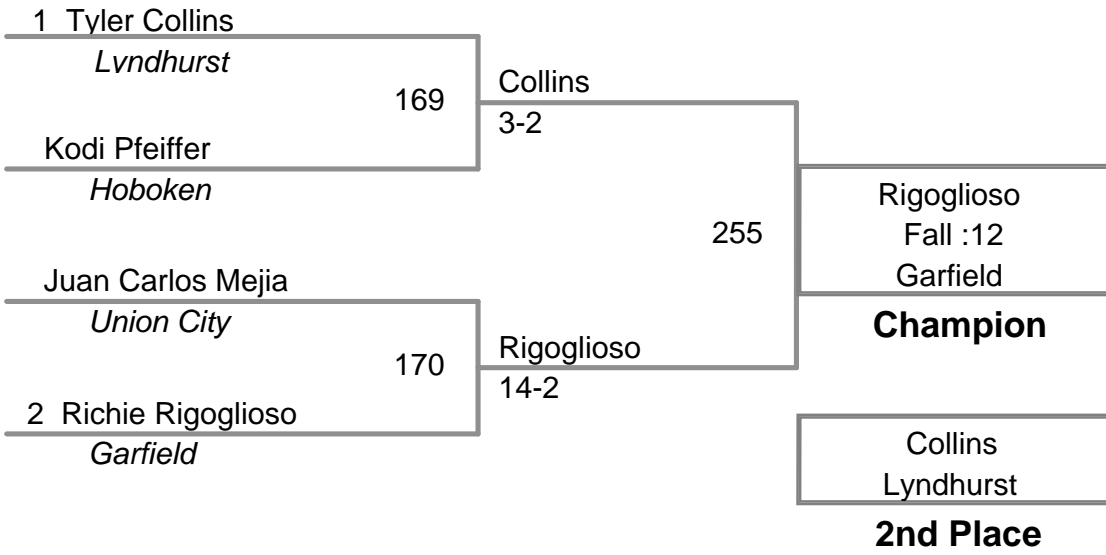 1 Tyler Collins
Lyndhurst
169
Collins
3-2
Kodi Pfeiffer
Hoboken
255
Rigoglioso
Fall :12
Garfield
Champion
Juan Carlos Mejia
Union City
170
Rigoglioso
14-2
2 Richie Rigoglioso
Garfield
Collins
Lyndhurst
2nd Place